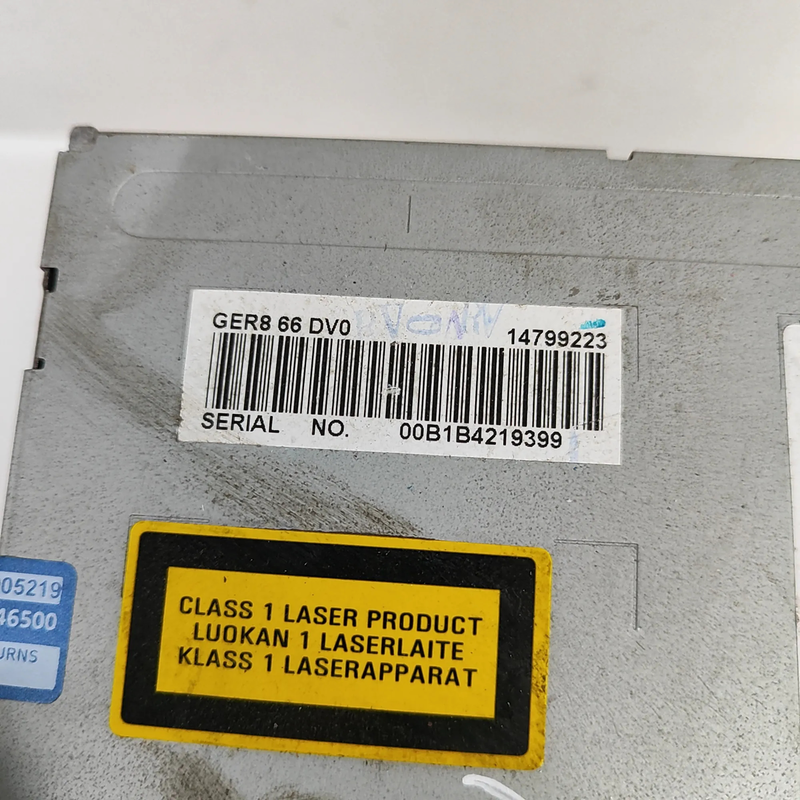 GER8 66 DV0
14799223
SERIAL NO. 00B1B4219399
05219
46500
URNS
CLASS 1 LASER PRODUCT
LUOKAN 1 LASERLAITE
KLASS 1 LASERAPPARAT